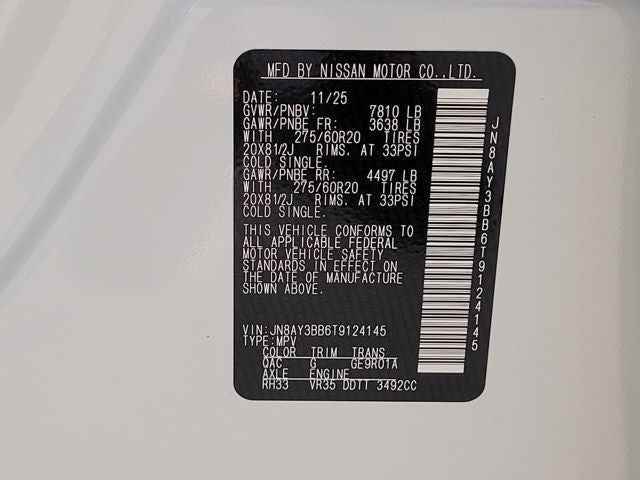 MFD BY NISSAN MOTOR CO.,LTD.
DATE: 11/25
GVWR/PNBV: 7810 LB
GAWR/PNBE FR: 3638 LB
WITH 275/60R20 TIRES
20X81/2J RIMS, AT 33PSI
COLD SINGLE.
GAWR/PNBE RR: 4497 LB
WITH 275/60R20 TIRES
20X81/2J RIMS, AT 33PSI
COLD SINGLE.
THIS VEHICLE CONFORMS TO
ALL APPLICABLE FEDERAL
MOTOR VEHICLE SAFETY
STANDARDS IN EFFECT ON
THE DATE OF MANUFACTURE
SHOWN ABOVE.
VIN:JN8AY3BB6T9124145
TYPE:MPV
COLOR TRIM TRANS
QAC G GE9R01A
AXLE ENGINE
RH33 VR35 DDTT 3492CC
JN8AY3BB6T9124145